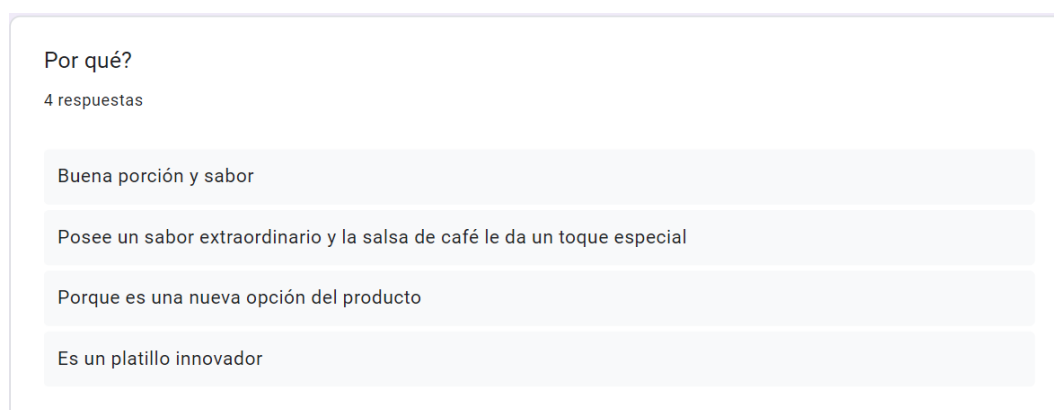 Por qué?
4 respuestas
Buena porción y sabor
Posee un sabor extraordinario y la salsa de café le da un toque especial
Porque es una nueva opción del producto
Es un platillo innovador